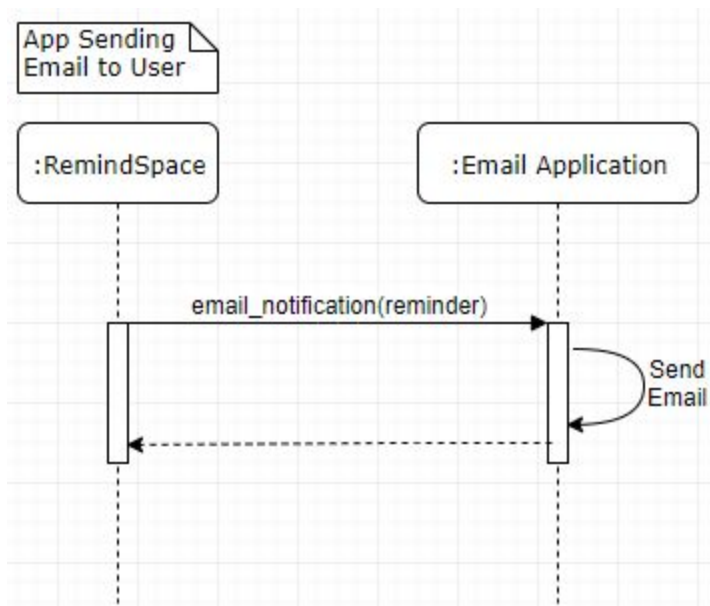 App Sending
Email to User
:RemindSpace
:Email Application
email_notification(reminder)
Send
Email